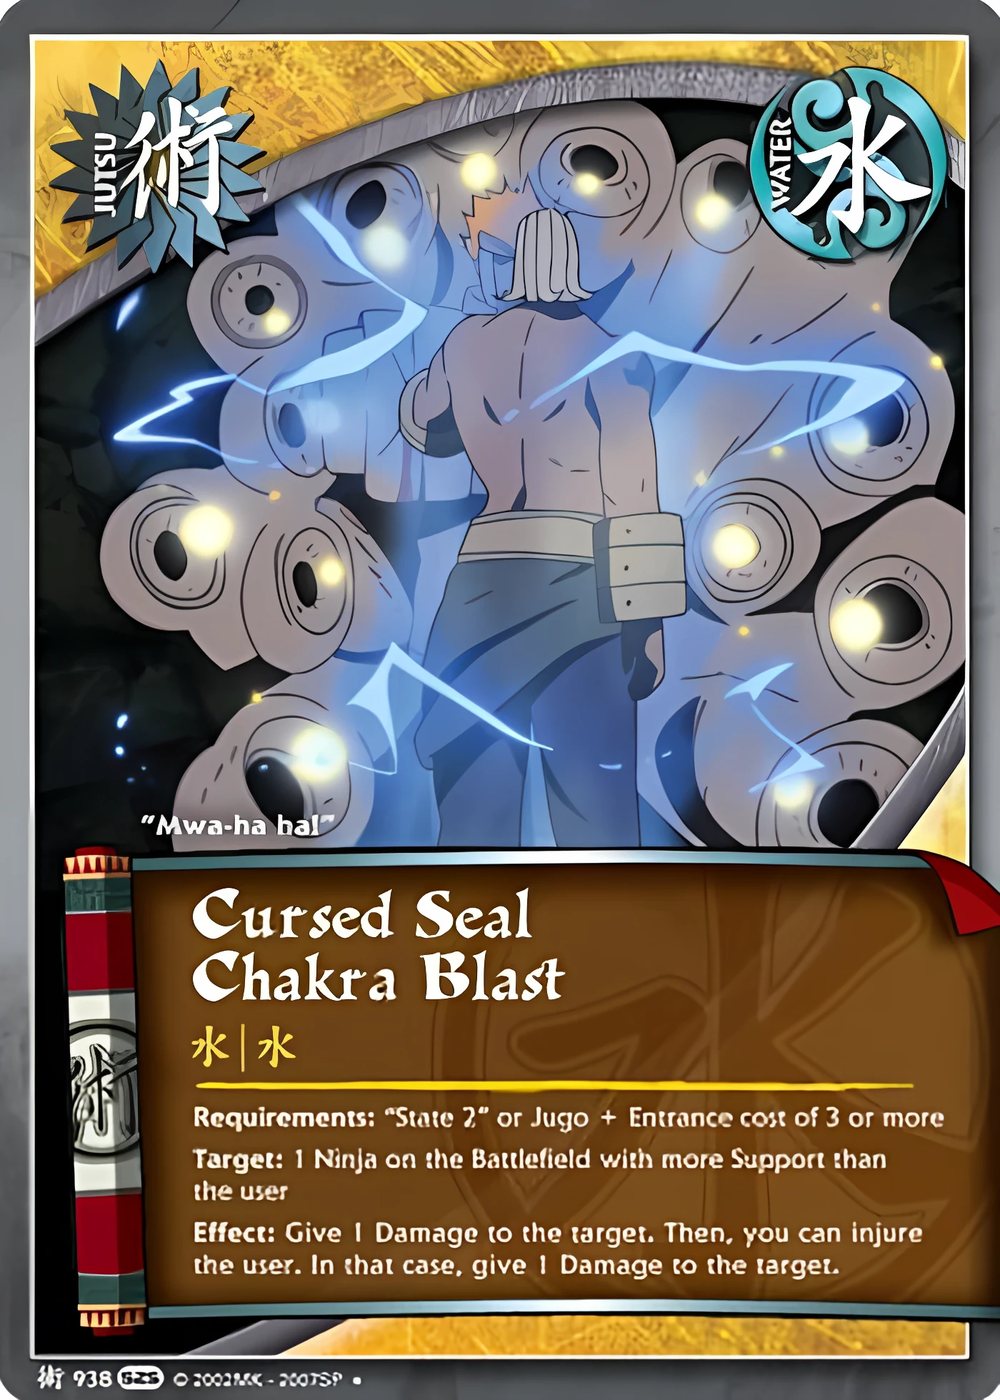 JUTSU
術
WATER
水
"Mwa-ha ha!"
Cursed Seal
Chakra Blast
水|水
Requirements: "State 2" or Jugo + Entrance cost of 3 or more
Target: 1 Ninja on the Battlefield with more Support than
the user
Effect: Give 1 Damage to the target. Then, you can injure
the user. In that case, give 1 Damage to the target.
術
術 938 © 2002MK - 2007SP